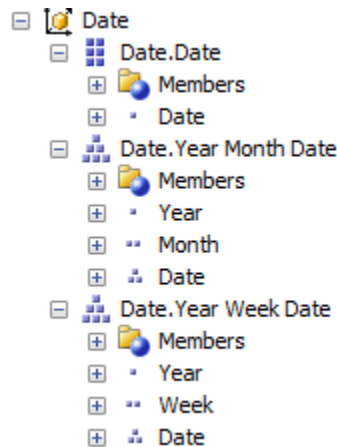 Date
Date.Date
Members
Date
Date.Year Month Date
Members
Year
Month
Date
Date.Year Week Date
Members
Year
Week
Date